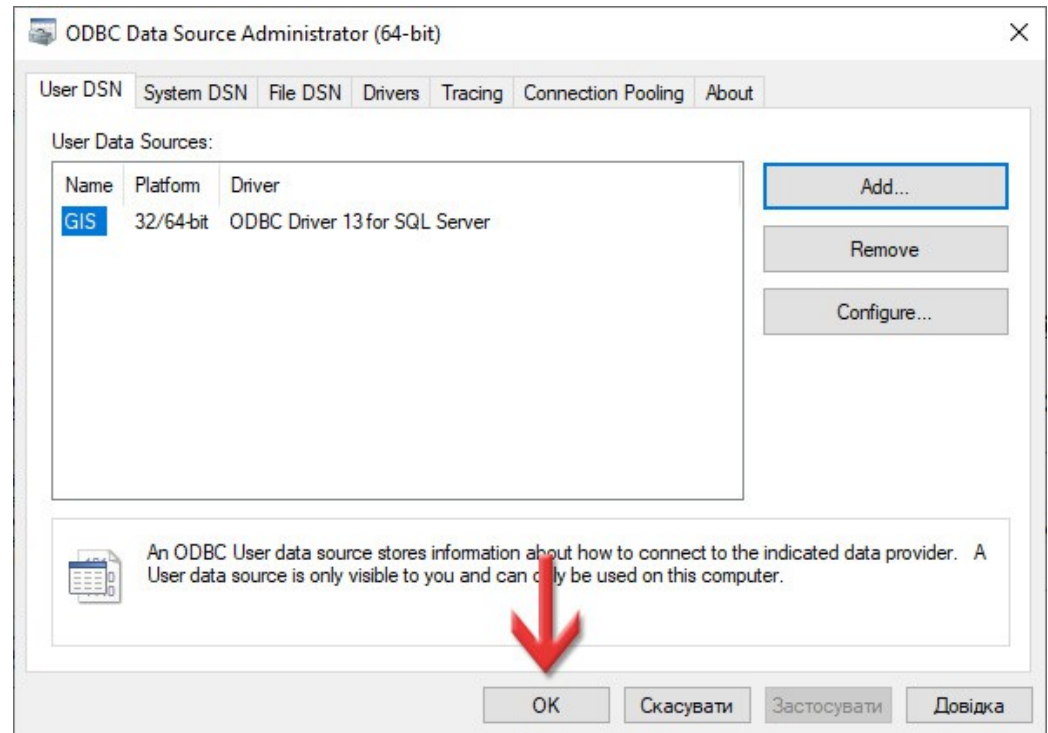 ODBC Data Source Administrator (64-bit)
User DSN System DSN File DSN Drivers Tracing Connection Pooling About
User Data Sources:
Name Platform Driver
GIS 32/64-bit ODBC Driver 13 for SQL Server
Add...
Remove
Configure...
An ODBC User data source stores information about how to connect to the indicated data provider. A
User data source is only visible to you and can only be used on this computer.
OK Скасувати Застосувати Довідка